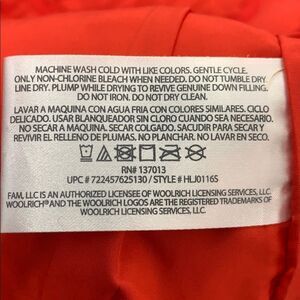 MACHINE WASH COLD WITH LIKE COLORS. GENTLE CYCLE.
ONLY NON-CHLORINE BLEACH WHEN NEEDED. DO NOT TUMBLE DRY.
LINE DRY. PLUMP WHILE DRYING TO REVIVE GENUINE DOWN FILLING.
DO NOT IRON. DO NOT DRY CLEAN.
LAVAR A MAQUINA CON AGUA FRIA CON COLORES SIMILARES. CICLO
DELICADO. USAR BLANQUEADOR SIN CLORO CUANDO SEA NECESARIO.
NO SECAR A MAQUINA. SECAR COLGADO. SACUDIR PARA SECAR Y
REVIRIR EL RELLENO DE PLUMAS. NO PLANCHAR. NO LAVAR EN SECO
RN# 137013
UPC # 722457625130 / STYLE # HLJ0116S
FAM, LLC IS AN AUTHORIZED LICENSEE OF WOOLRICH LICENSING SERVICES, LLC.
WOOLRICH® AND THE WOOLRICH LOGOS ARE THE REGISTERED TRADEMARKS OF
WOOLRICH LICENSING SERVICES, LLC.